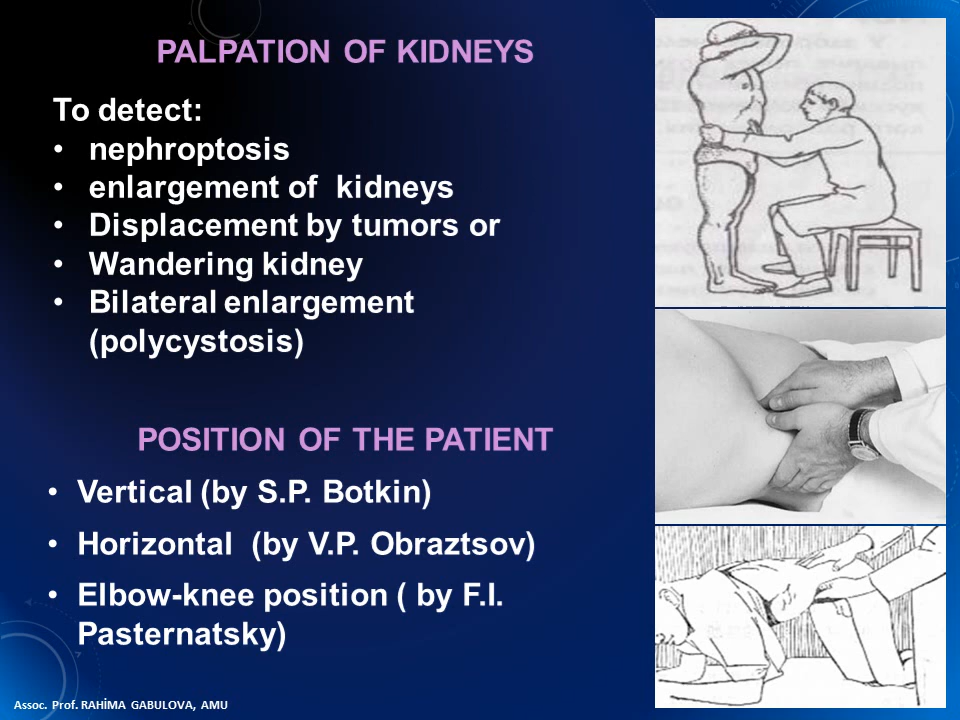 PALPATION OF KIDNEYS
To detect:
• nephroptosis
• enlargement of kidneys
• Displacement by tumors or
• Wandering kidney
• Bilateral enlargement
(polycystosis)
POSITION OF THE PATIENT
• Vertical (by S.P. Botkin)
• Horizontal (by V.P. Obraztsov)
• Elbow-knee position ( by F.I.
Pasternatsky)
Assoc. Prof. RAHİMA GABULOVA, AMU